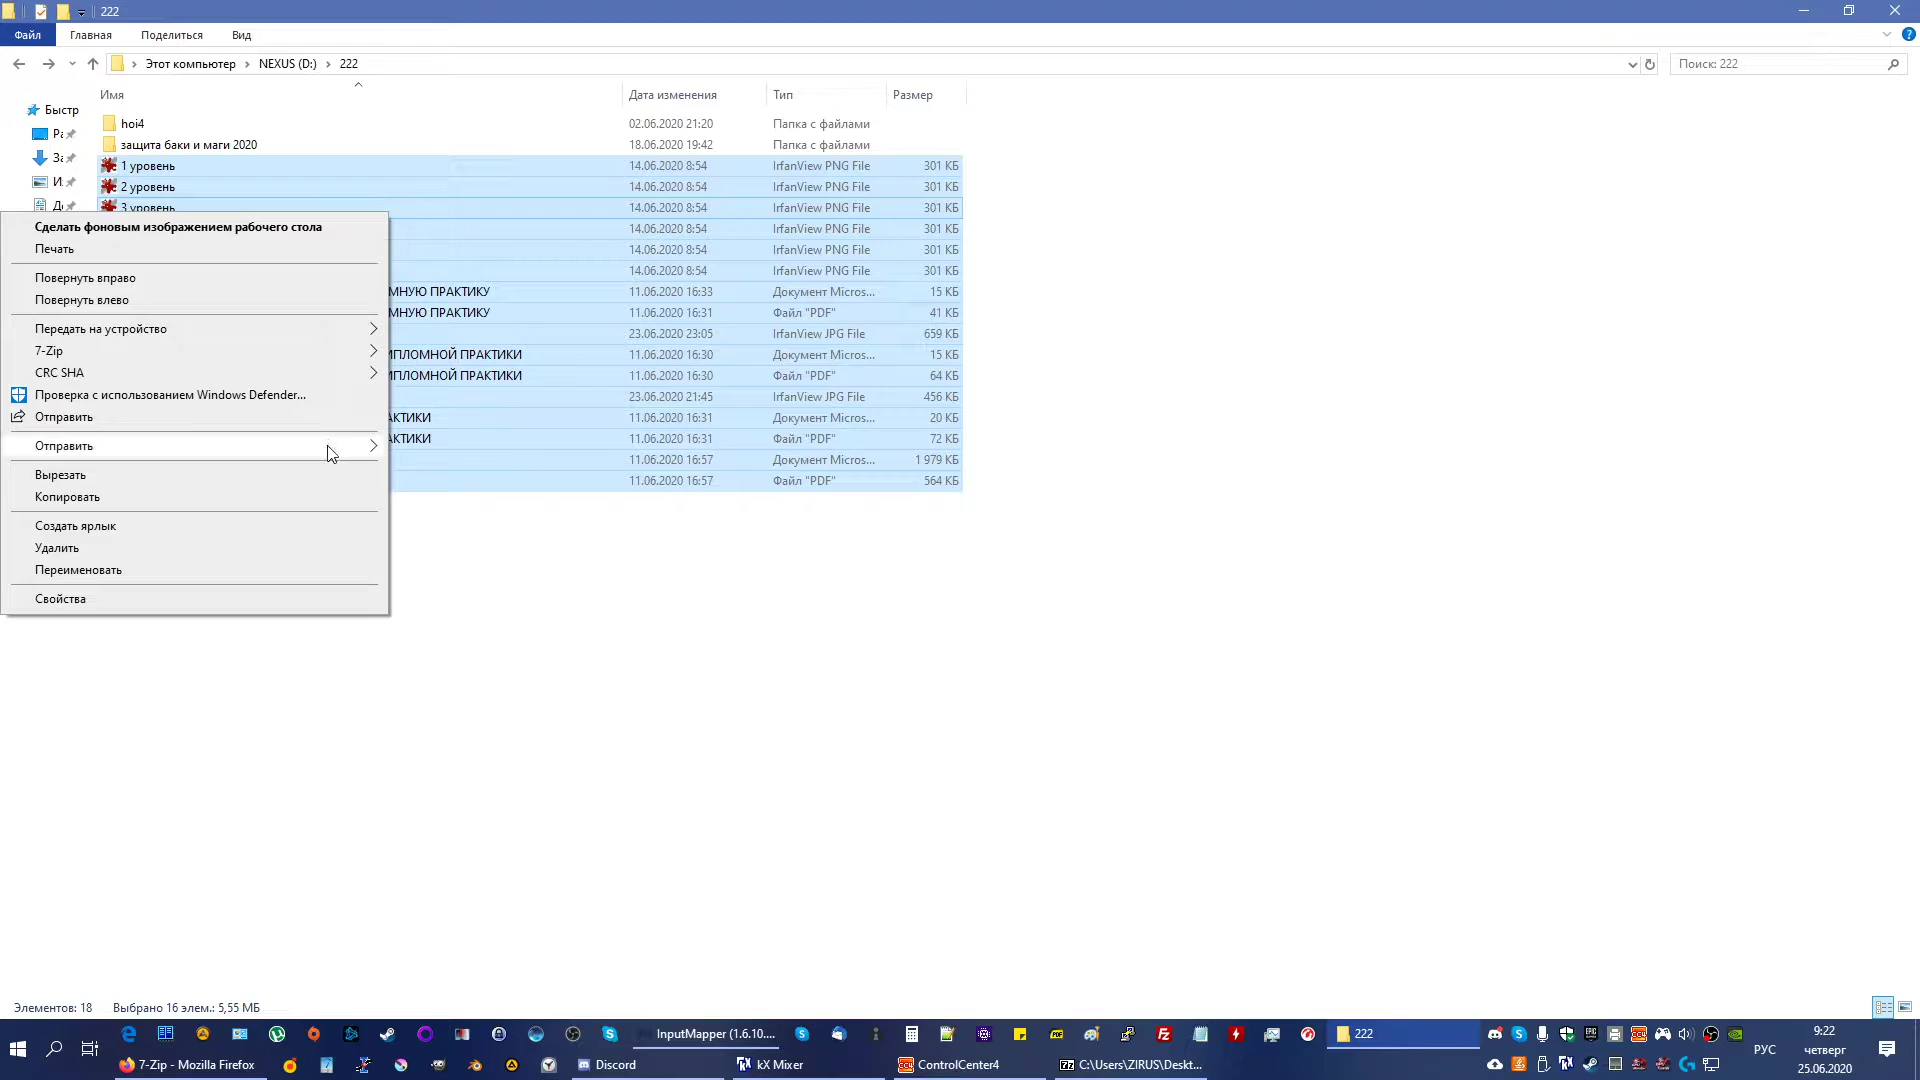 222
Файл Главная Поделиться Вид
Этот компьютер NEXUS (D:) 222
Поиск: 222
Имя Дата изменения Тип Размер
Быстр
hoi4 02.06.2020 21:20 Папка с файлами
защита баки и маги 2020 18.06.2020 19:42 Папка с файлами
1 уровень 14.06.2020 8:54 IrfanView PNG File 301 КБ
2 уровень 14.06.2020 8:54 IrfanView PNG File 301 КБ
3 уровень 14.06.2020 8:54 IrfanView PNG File 301 КБ
14.06.2020 8:54 IrfanView PNG File 301 КБ
14.06.2020 8:54 IrfanView PNG File 301 КБ
14.06.2020 8:54 IrfanView PNG File 301 КБ
МНУЮ ПРАКТИКУ 11.06.2020 16:33 Документ Micros... 15 КБ
МНУЮ ПРАКТИКУ 11.06.2020 16:31 Файл "PDF" 41 КБ
23.06.2020 23:05 IrfanView JPG File 659 КБ
ИПЛОМНОЙ ПРАКТИКИ 11.06.2020 16:30 Документ Micros... 15 КБ
ИПЛОМНОЙ ПРАКТИКИ 11.06.2020 16:30 Файл "PDF" 64 КБ
23.06.2020 21:45 IrfanView JPG File 456 КБ
АКТИКИ 11.06.2020 16:31 Документ Micros... 20 КБ
АКТИКИ 11.06.2020 16:31 Файл "PDF" 72 КБ
11.06.2020 16:57 Документ Micros... 1 979 КБ
11.06.2020 16:57 Файл "PDF" 564 КБ
Сделать фоновым изображением рабочего стола
Печать
Повернуть вправо
Повернуть влево
Передать на устройство
7-Zip
CRC SHA
Проверка с использованием Windows Defender...
Отправить
Отправить
Вырезать
Копировать
Создать ярлык
Удалить
Переименовать
Свойства
Элементов: 18 Выбрано 16 элем.: 5,55 МБ
InputMapper (1.6.10....
222
7-Zip - Mozilla Firefox
Discord
kX Mixer
ControlCenter4
C:\Users\ZIRUS\Deskt...
РУС
9:22
четверг
25.06.2020